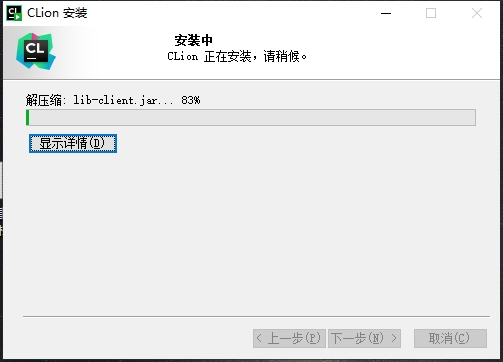 CLion 安装
CL
安装中
CLion 正在安装，请稍候。
解压缩: lib-client.jar... 83%
显示详情(D)
< 上一步(P) 下一步(N) > 取消(C)